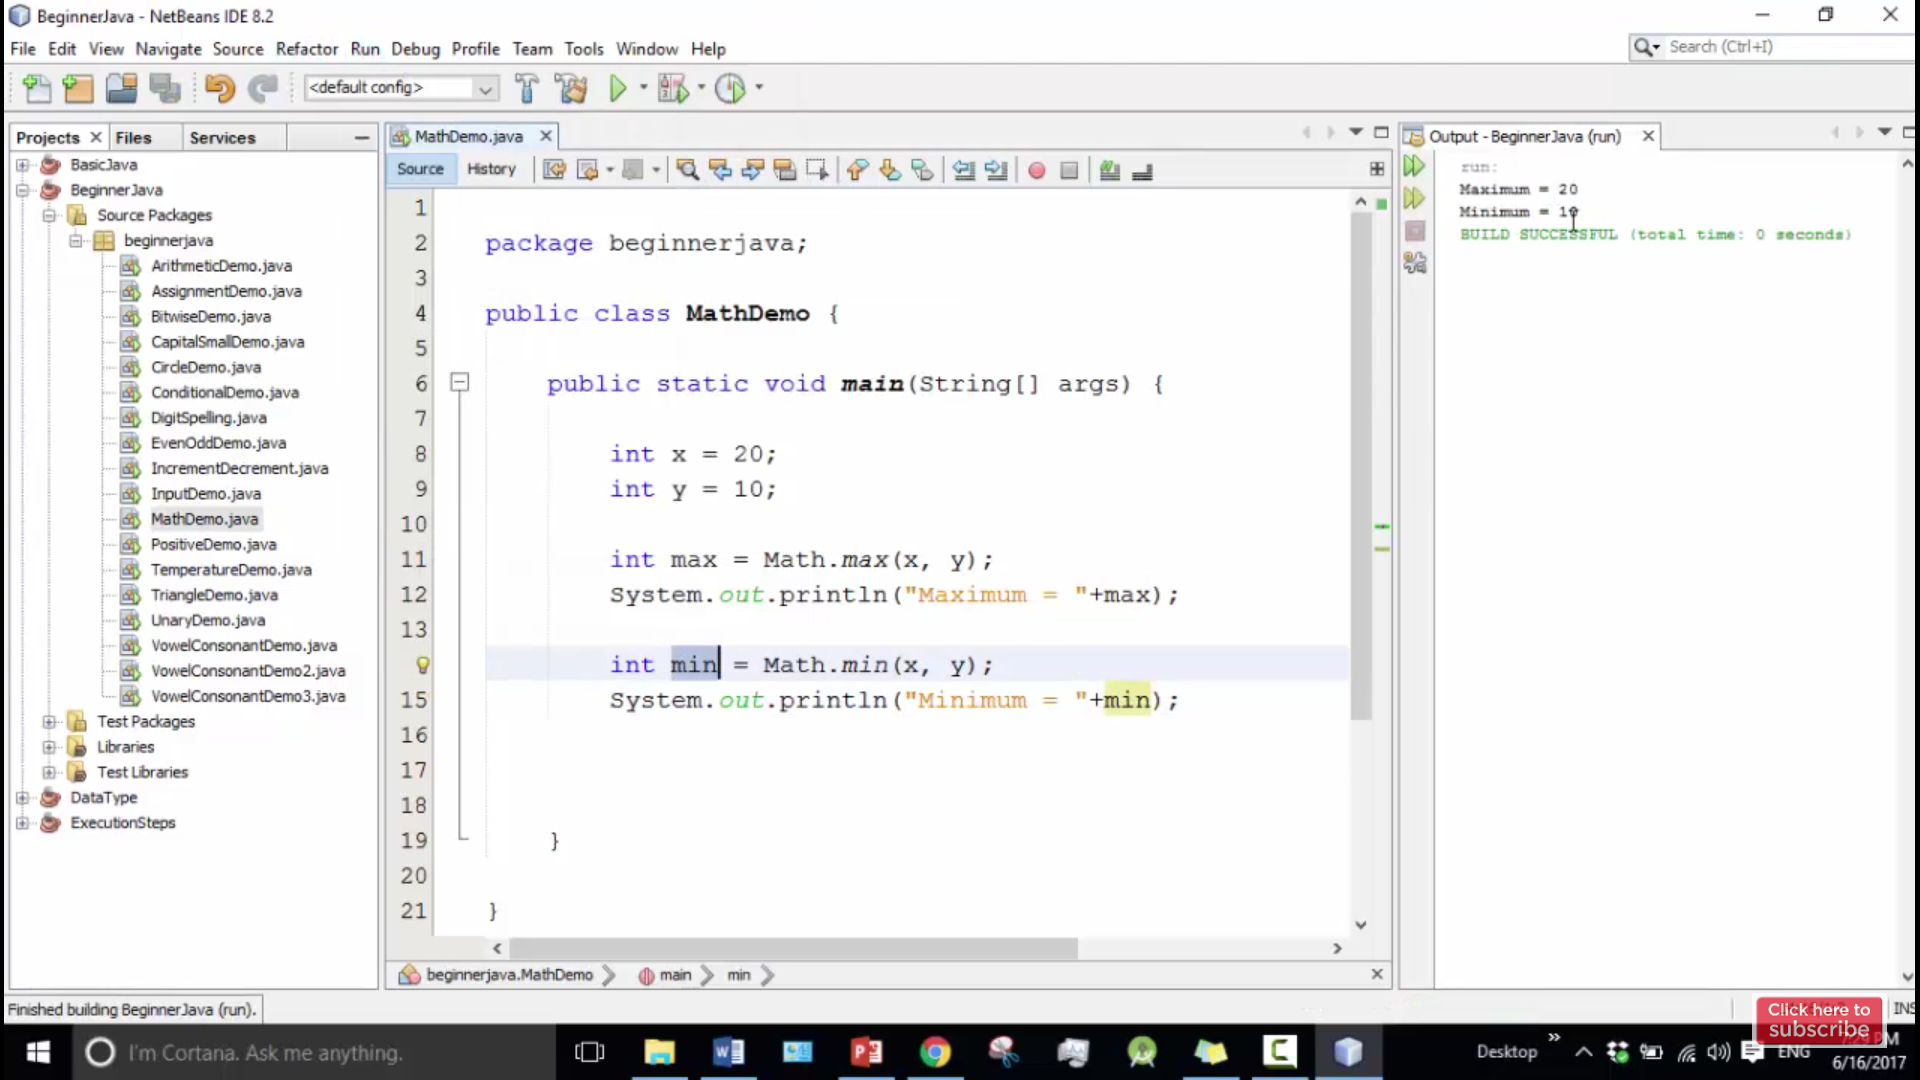 BeginnerJava - NetBeans IDE 8.2
File Edit View Navigate Source Refactor Run Debug Profile Team Tools Window Help
Search (Ctrl+I)
<default config>
Projects Files Services
BasicJava
BeginnerJava
Source Packages
beginnerjava
ArithmeticDemo.java
AssignmentDemo.java
BitwiseDemo.java
CapitalSmallDemo.java
CircleDemo.java
ConditionalDemo.java
DigitSpelling.java
EvenOddDemo.java
IncrementDecrement.java
InputDemo.java
MathDemo.java
PositiveDemo.java
TemperatureDemo.java
TriangleDemo.java
UnaryDemo.java
VowelConsonantDemo.java
VowelConsonantDemo2.java
VowelConsonantDemo3.java
Test Packages
Libraries
Test Libraries
DataType
ExecutionSteps
MathDemo.java
Source History
1
2 package beginnerjava;
3
4 public class MathDemo {
5
6 public static void main(String[] args) {
7
8 int x = 20;
9 int y = 10;
10
11 int max = Math.max(x, y);
12 System.out.println("Maximum = "+max);
13
int min = Math.min(x, y);
15 System.out.println("Minimum = "+min);
16
17
18
19 }
20
21 }
beginnerjava.MathDemo main min
Output - BeginnerJava (run)
run:
Maximum = 20
Minimum = 10
BUILD SUCCESSFUL (total time: 0 seconds)
Finished building BeginnerJava (run).
INS
Click here to
subscribe
I'm Cortana. Ask me anything.
Desktop
ENG
PM
6/16/2017